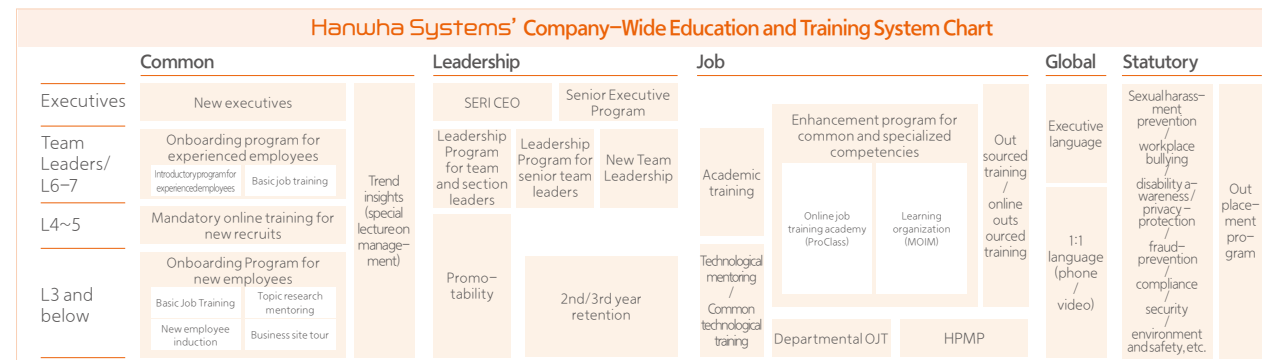 Hanwha Systems' Company-Wide Education and Training System Chart
Common
Leadership
Job
Global
Statutory
Executives
Team
Leaders/
L6-7
L4~5
L3 and
below
New executives
Onboarding program for
experienced employees
Introductory program for
experienced employees
Basic job training
Mandatory online training for
new recruits
Onboarding Program for
new employees
Basic Job Training
Topic research
mentoring
New employee
induction
Business site tour
Trend
insights
(special
lecture on
manage-
ment)
SERI CEO
Senior Executive
Program
Leadership
Program
for team
and section
leaders
Leadership
Program for
senior team
leaders
New Team
Leadership
Promo-
tability
2nd/3rd year
retention
Academic
training
Technological
mentoring
/
Common
technological
training
Enhancement program for
common and specialized
competencies
Online job
training academy
(ProClass)
Learning
organization
(MOIM)
Departmental OJT
HPMP
Out
sourced
training
/
online
outs
ourced
training
Executive
language
1:1
language
(phone
/
video)
Sexual harass-
ment
prevention
/
workplace
bullying
/
disability a-
wareness/
privacy-
protection
/
fraud-
prevention
/
compliance
/
security
/
environment
and safety, etc.
Out
place-
ment
pro-
gram